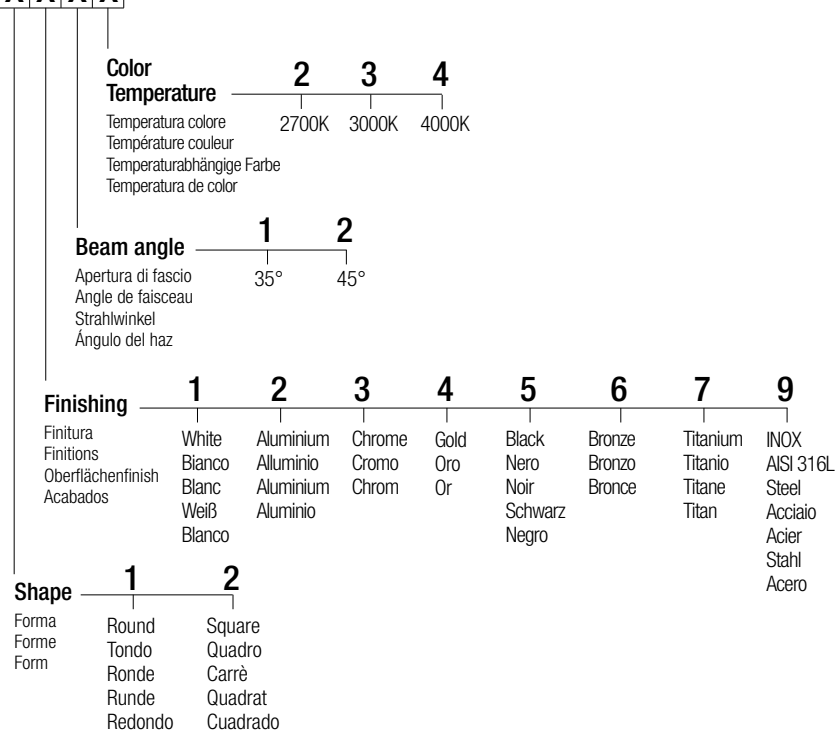 X X X X
Color
Temperature
2 3 4
2700K 3000K 4000K
Temperatura colore
Température couleur
Temperaturabhängige Farbe
Temperatura de color
Beam angle
1 2
35° 45°
Apertura di fascio
Angle de faisceau
Strahlwinkel
Ángulo del haz
Finishing
1 2 3 4 5 6 7 9
Finitura
Finitions
Oberflächenfinish
Acabados
White
Bianco
Blanc
Weiß
Blanco
Aluminium
Alluminio
Aluminium
Aluminio
Chrome
Cromo
Chrom
Gold
Oro
Or
Black
Nero
Noir
Schwarz
Negro
Bronze
Bronzo
Bronce
Titanium
Titanio
Titane
Titan
INOX
AISI 316L
Steel
Acciaio
Acier
Stahl
Acero
Shape
1 2
Forma
Forme
Form
Round
Tondo
Ronde
Runde
Redondo
Square
Quadro
Carrè
Quadrat
Cuadrado